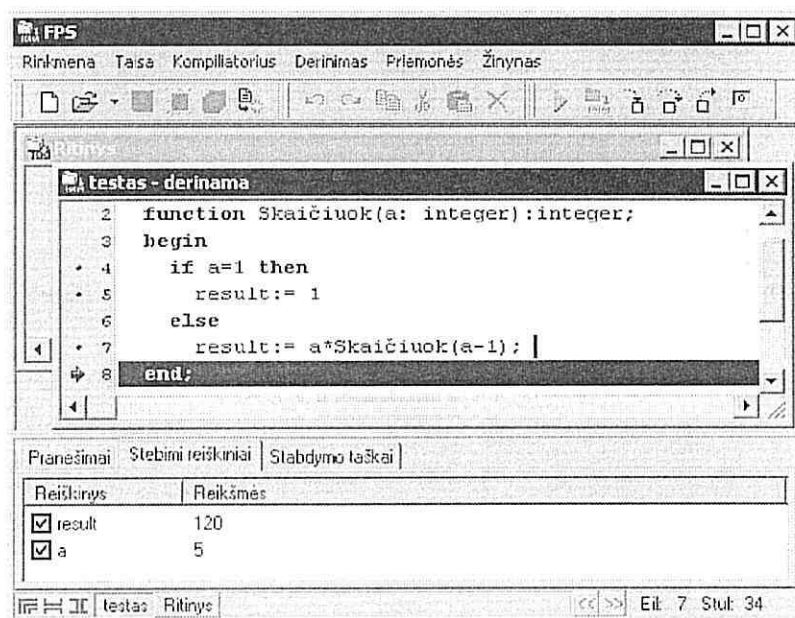 FPS
Rinkmena Taisa Kompiliatorius Derinimas Priemonės Žinynas
Ritinys
testas - derinama
2 function Skaičiuok(a: integer):integer;
3 begin
4 if a=1 then
5 result:= 1
6 else
7 result:= a*Skaičiuok(a-1);
8 end;
Pranešimai Stebimi reiškiniai Stabdymo taškai
Reiškinys Reikšmės
result 120
a 5
testas Ritinys << >> Eil: 7 Stul: 34